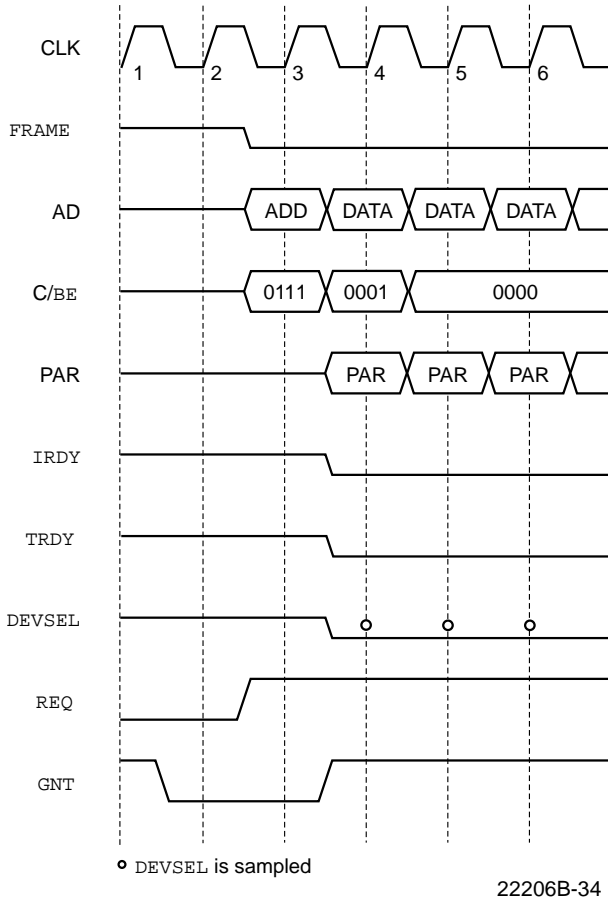 CLK
1 2 3 4 5 6
FRAME
AD ADD DATA DATA DATA
C/BE 0111 0001 0000
PAR PAR PAR PAR
IRDY
TRDY
DEVSEL
REQ
GNT
DEVSEL is sampled
22206B-34